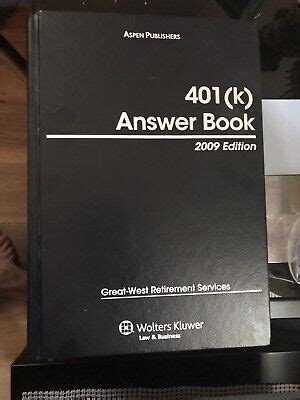 ASPEN PUBLISHERS
401(k)
Answer Book
2009 Edition
Great-West Retirement Services
Wolters Kluwer
Law & Business